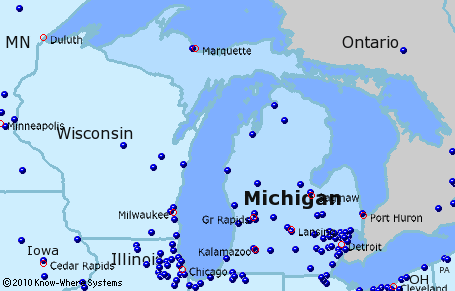 MN
Duluth
Marquette
Ontario
Minneapolis
Wisconsin
Michigan
Milwaukee
Gr Rapids
Lansing
Port Huron
Iowa
Cedar Rapids
Illinois
Kalamazoo
Detroit
Chicago
Cleveland
OH
PA
©2010 Know-Where Systems